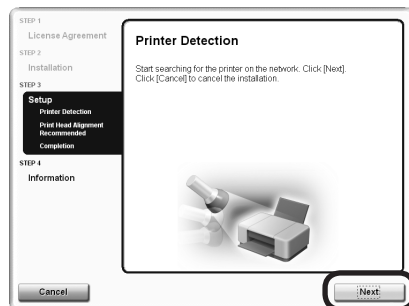 STEP 1
License Agreement
STEP 2
Installation
STEP 3
Setup
Printer Detection
Print Head Alignment
Recommended
Completion
STEP 4
Information
Printer Detection
Start searching for the printer on the network. Click [Next].
Click [Cancel] to cancel the installation.
Cancel
Next